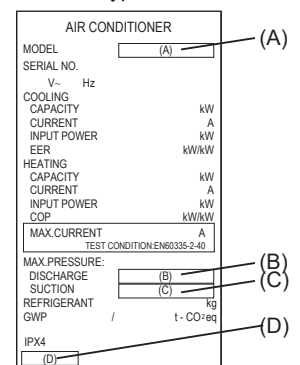 AIR CONDITIONER
MODEL (A) (A)
SERIAL NO.
V~ Hz
COOLING
CAPACITY kW
CURRENT A
INPUT POWER kW
EER kW/kW
HEATING
CAPACITY kW
CURRENT A
INPUT POWER kW
COP kW/kW
MAX.CURRENT A
TEST CONDITION:EN60335-2-40
MAX.PRESSURE:
DISCHARGE (B) (B)
SUCTION (C) (C)
REFRIGERANT kg
GWP / t - CO2eq
IPX4
(D) (D)